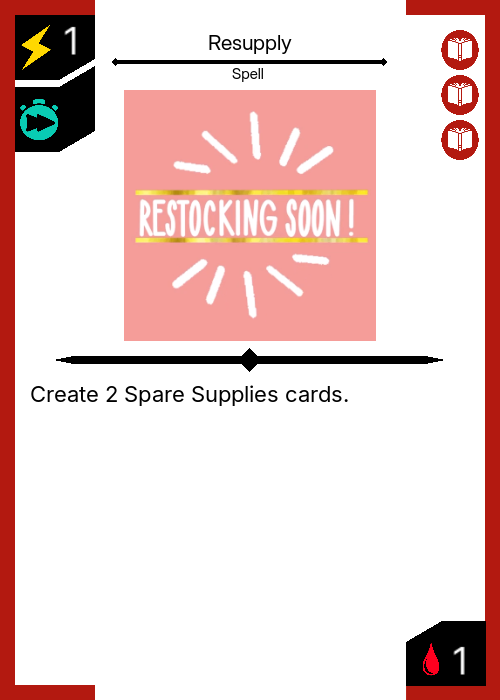 1
Resupply
Spell
RESTOCKING SOON!
Create 2 Spare Supplies cards.
1